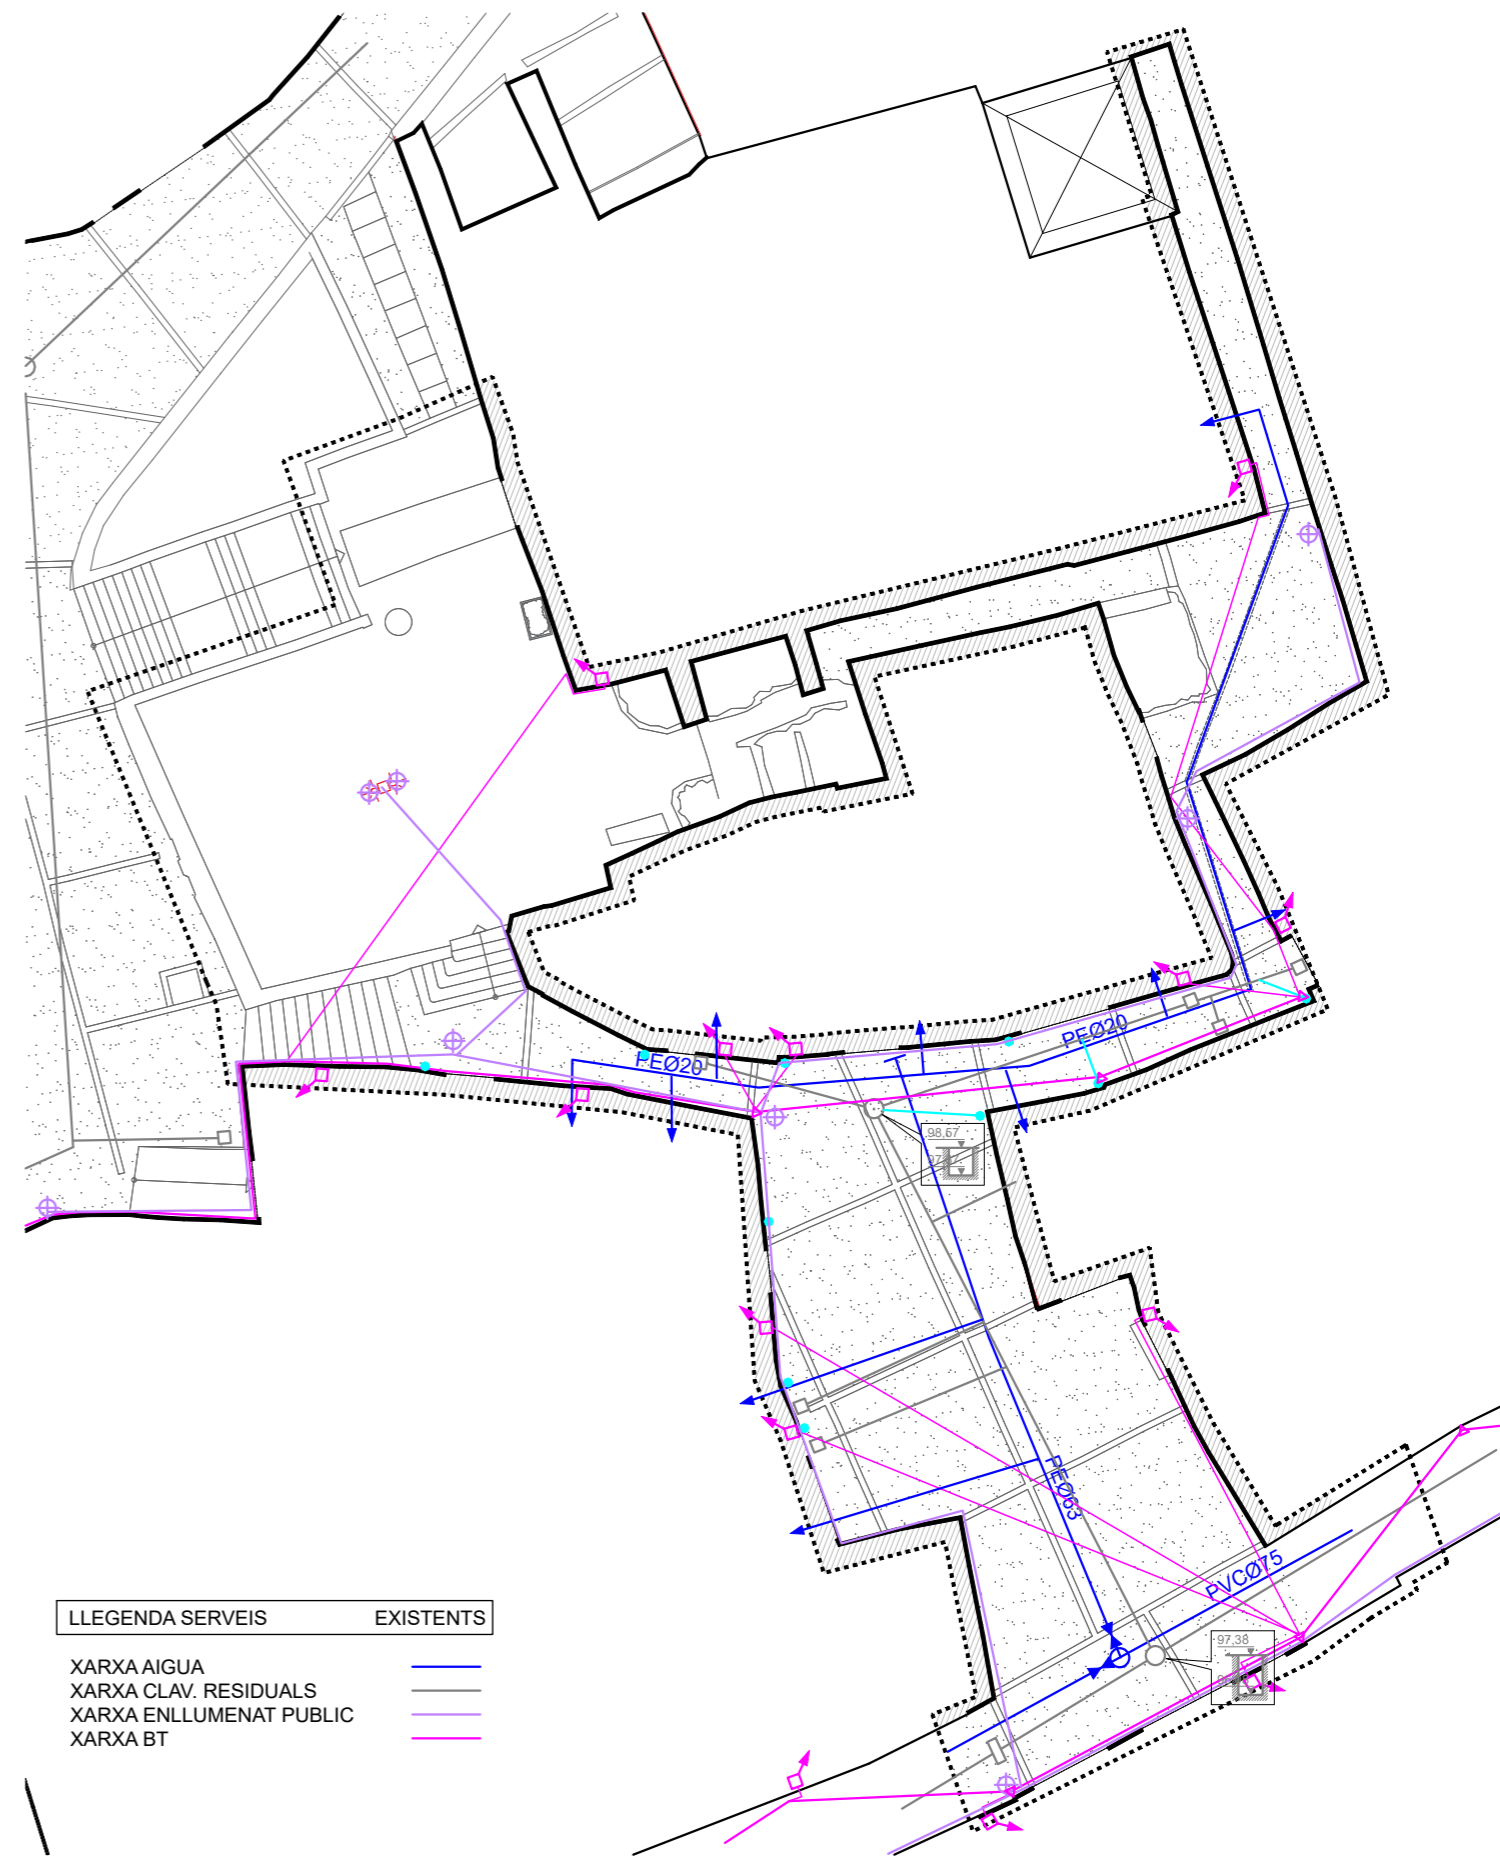 PEØ20
PEØ20
98,67
PEØ63
PVCØ75
97,38
LLEGENDA SERVEIS EXISTENTS
XARXA AIGUA
XARXA CLAV. RESIDUALS
XARXA ENLLUMENAT PUBLIC
XARXA BT